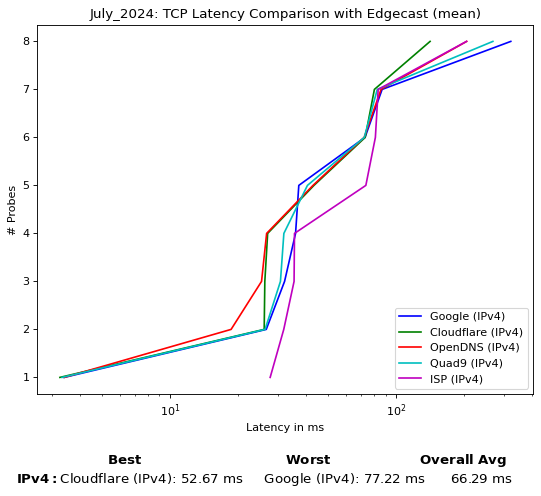 July_2024: TCP Latency Comparison with Edgecast (mean)
8
7
6
5
4
3
2
1
# Probes
10¹
10²
Latency in ms
Google (IPv4)
Cloudflare (IPv4)
OpenDNS (IPv4)
Quad9 (IPv4)
ISP (IPv4)
Best Worst Overall Avg
IPv4: Cloudflare (IPv4): 52.67 ms Google (IPv4): 77.22 ms 66.29 ms